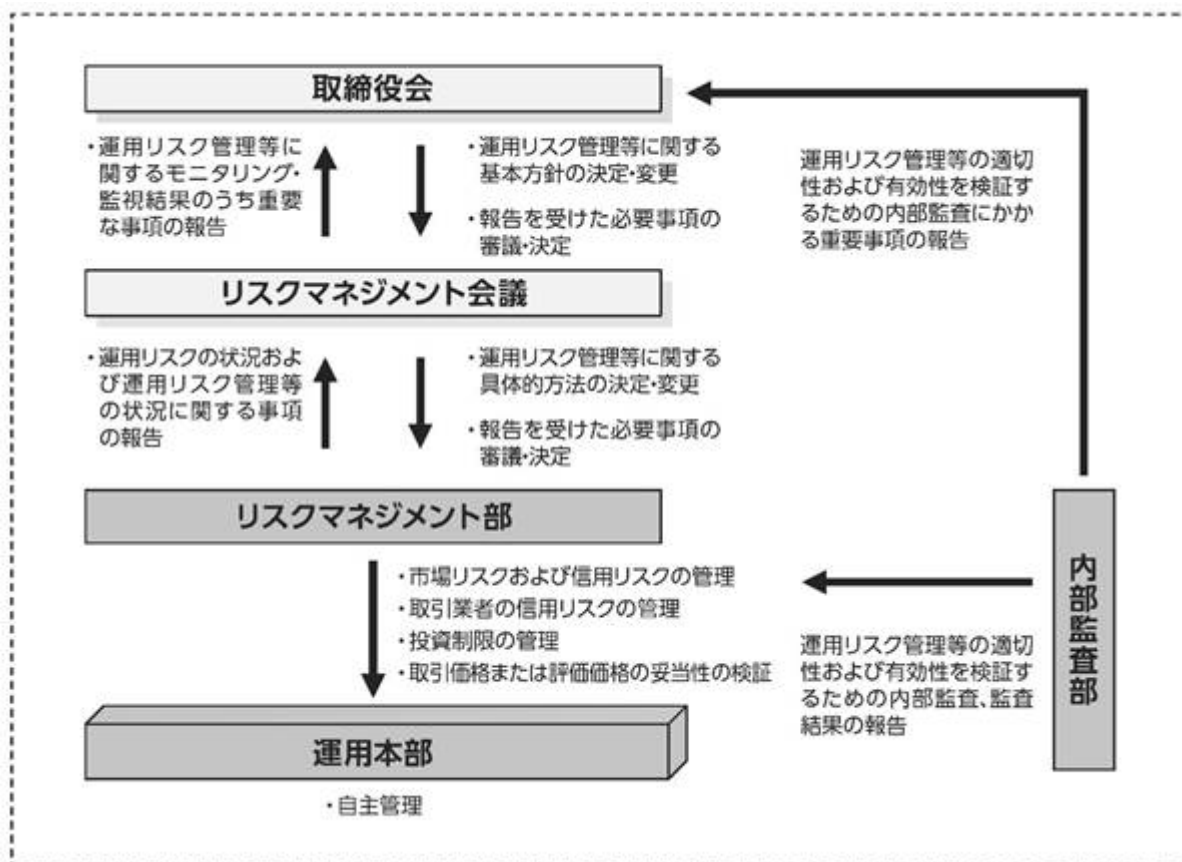 取締役会
・運用リスク管理等に
関するモニタリング・
監視結果のうち重要
な事項の報告
・運用リスク管理等に関する
基本方針の決定・変更
・報告を受けた必要事項の
審議・決定
運用リスク管理等の適切
性および有効性を検証す
るための内部監査にかか
る重要事項の報告
リスクマネジメント会議
・運用リスクの状況およ
び運用リスク管理等
の状況に関する事項
の報告
・運用リスク管理等に関する
具体的方法の決定・変更
・報告を受けた必要事項の
審議・決定
リスクマネジメント部
・市場リスクおよび信用リスクの管理
・取引業者の信用リスクの管理
・投資制限の管理
・取引価格または評価価格の妥当性の検証
運用リスク管理等の適切
性および有効性を検証す
るための内部監査、監査
結果の報告
内部監査部
運用本部
・自主管理